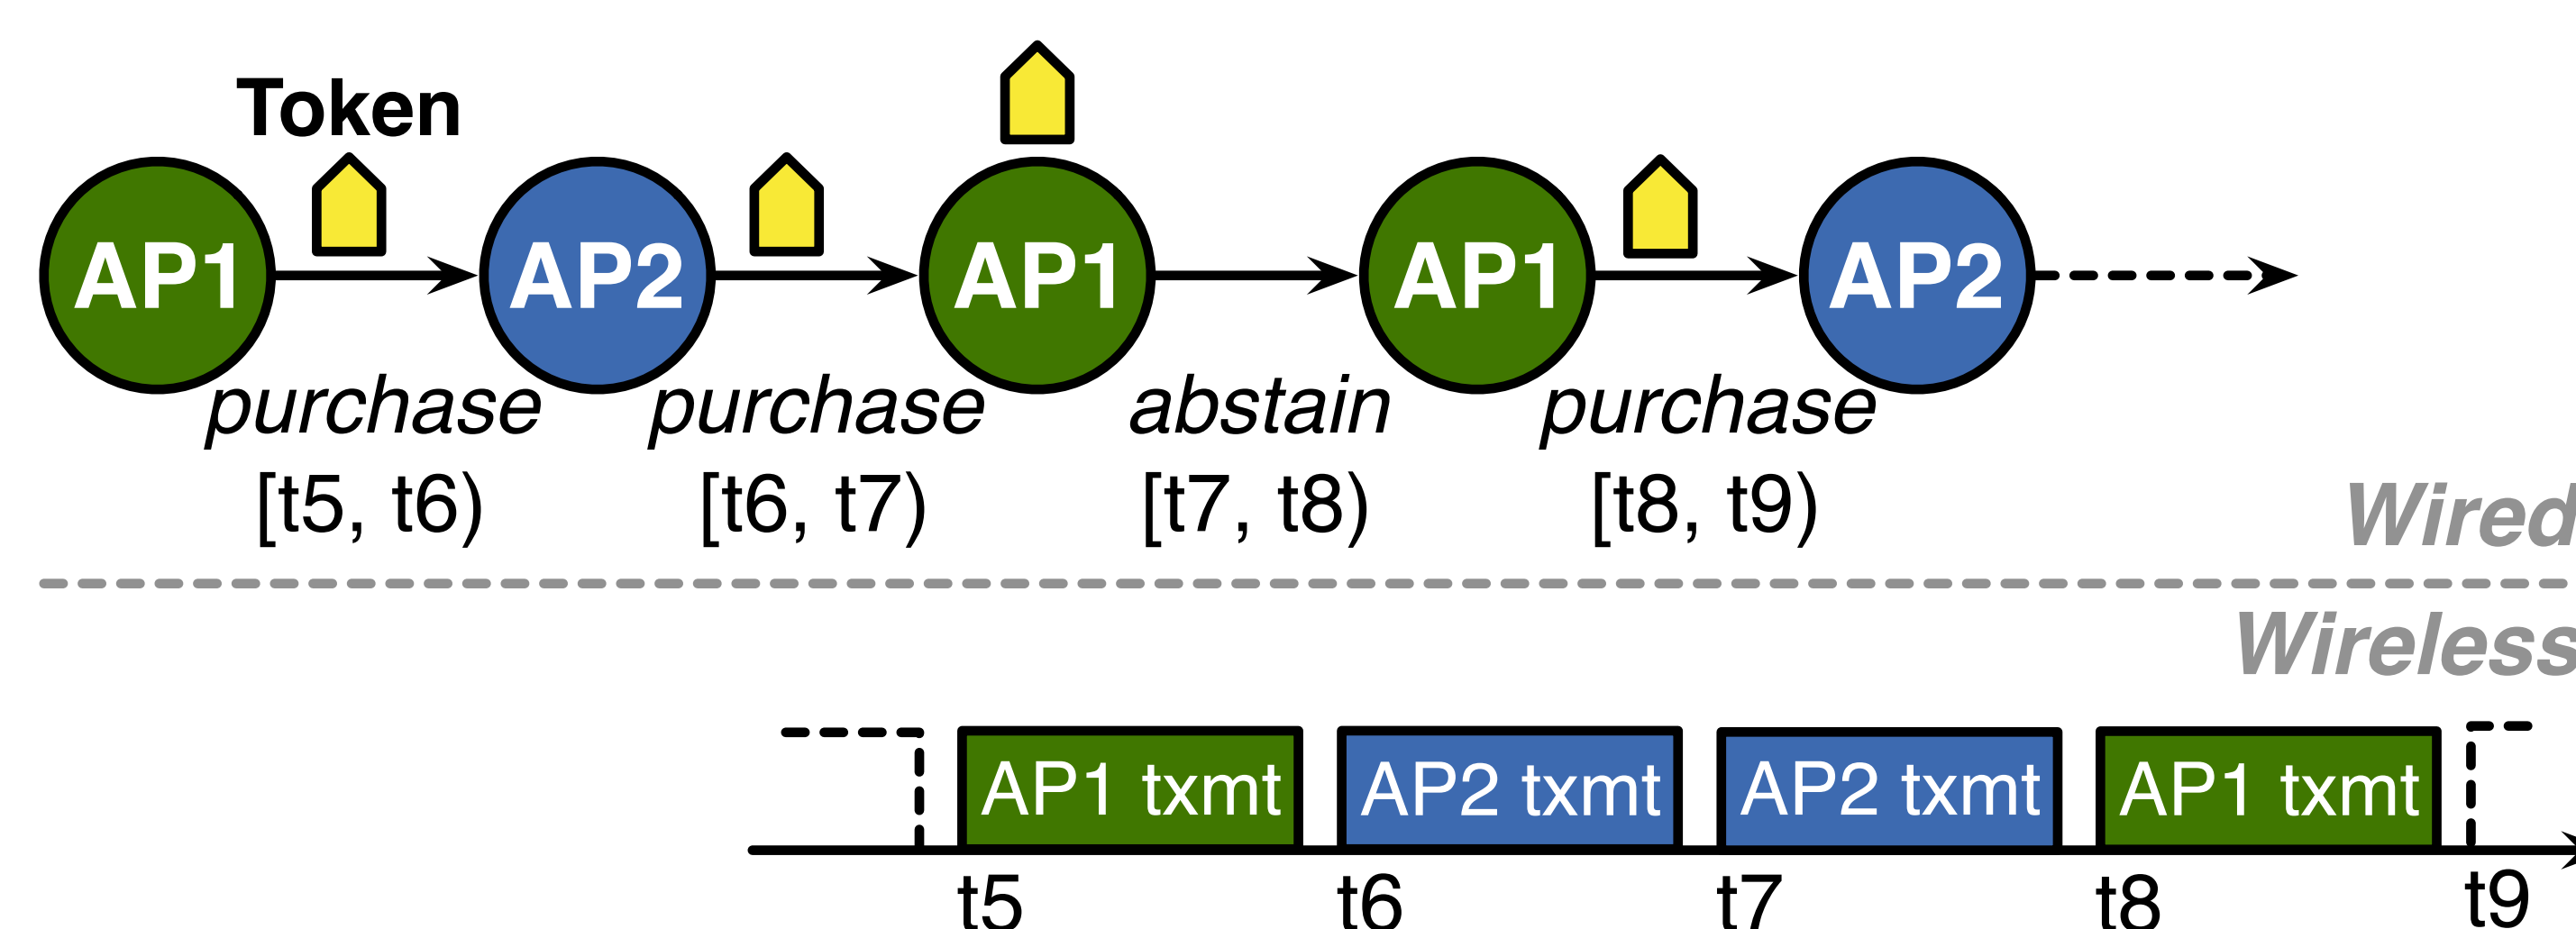 Token
AP1 AP2 AP1 AP1 AP2
purchase purchase abstain purchase
[t5, t6) [t6, t7) [t7, t8) [t8, t9)
Wired
Wireless
AP1 txmt AP2 txmt AP2 txmt AP1 txmt
t5 t6 t7 t8 t9